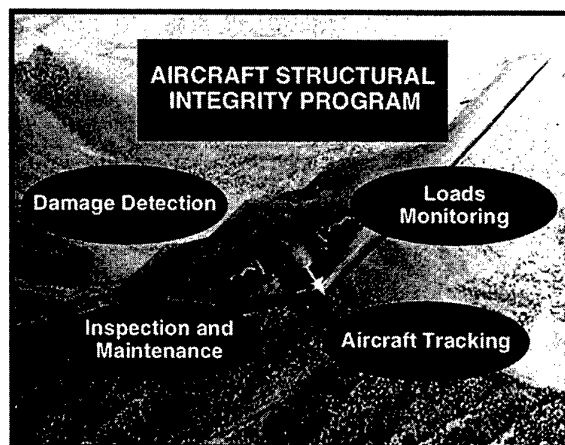 AIRCRAFT STRUCTURAL
INTEGRITY PROGRAM
Damage Detection
Loads
Monitoring
Inspection and
Maintenance
Aircraft Tracking